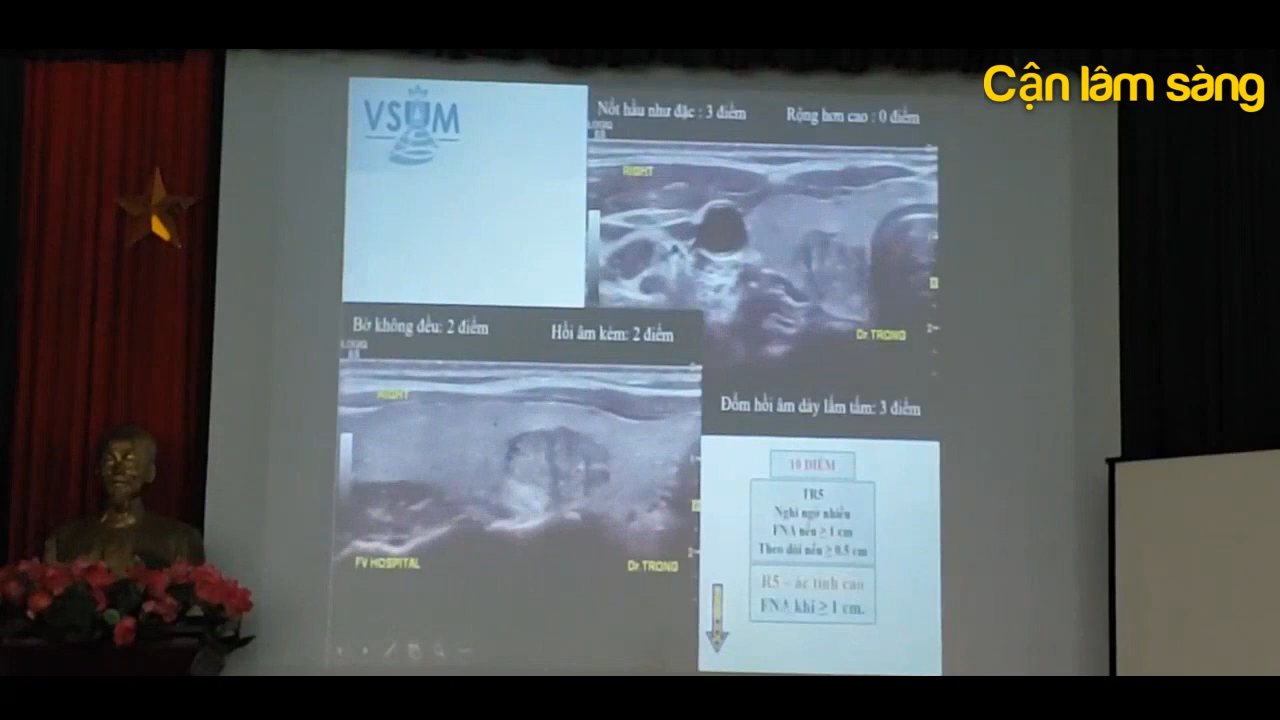 Cận lâm sàng
VSUM
Nốt hầu như đặc : 3 điểm
Rộng hơn cao : 0 điểm
LOGIQ
RIGHT
Dr TRONG
Bờ không đều: 2 điểm
Hồi âm kém: 2 điểm
LOGIQ
RIGHT
FV HOSPITAL
Dr TRONG
Đốm hồi âm dày lấm tấm: 3 điểm
10 ĐIỂM
TR5
Nghi ngờ nhiều
FNA nếu ≥ 1 cm
Theo dõi nếu ≥ 0.5 cm
R5 – ác tính cao
FNA khi ≥ 1 cm.